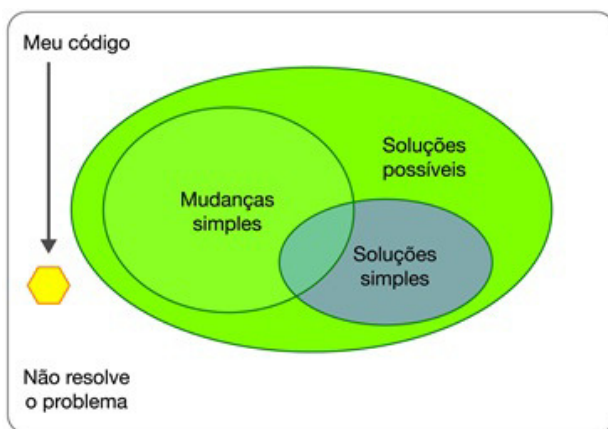 Meu código
Soluções
possíveis
Mudanças
simples
Soluções
simples
Não resolve
o problema